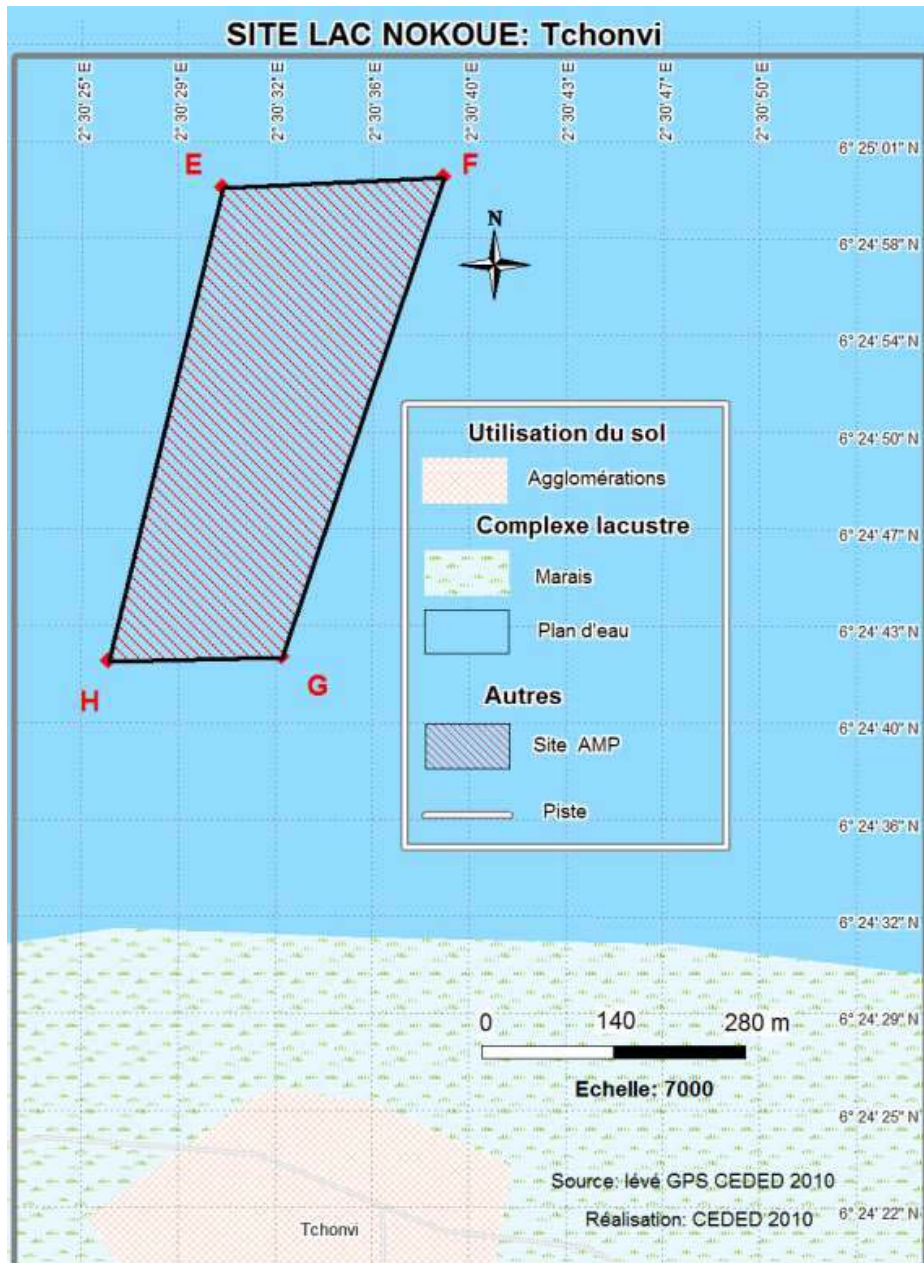 SITE LAC NOKOUE: Tchonvi
2° 30' 25" E
2° 30' 29" E
2° 30' 32" E
2° 30' 36" E
2° 30' 40" E
2° 30' 43" E
2° 30' 47" E
2° 30' 50" E
6° 25' 01" N
E
F
N
6° 24' 58" N
6° 24' 54" N
6° 24' 50" N
6° 24' 47" N
6° 24' 43" N
6° 24' 40" N
6° 24' 36" N
6° 24' 32" N
6° 24' 29" N
6° 24' 25" N
6° 24' 22" N
H
G
Utilisation du sol
Agglomérations
Complexe lacustre
Marais
Plan d'eau
Autres
Site AMP
Piste
0 140 280 m
Echelle: 7000
Source: lévé GPS CEDED 2010
Réalisation: CEDED 2010
Tchonvi